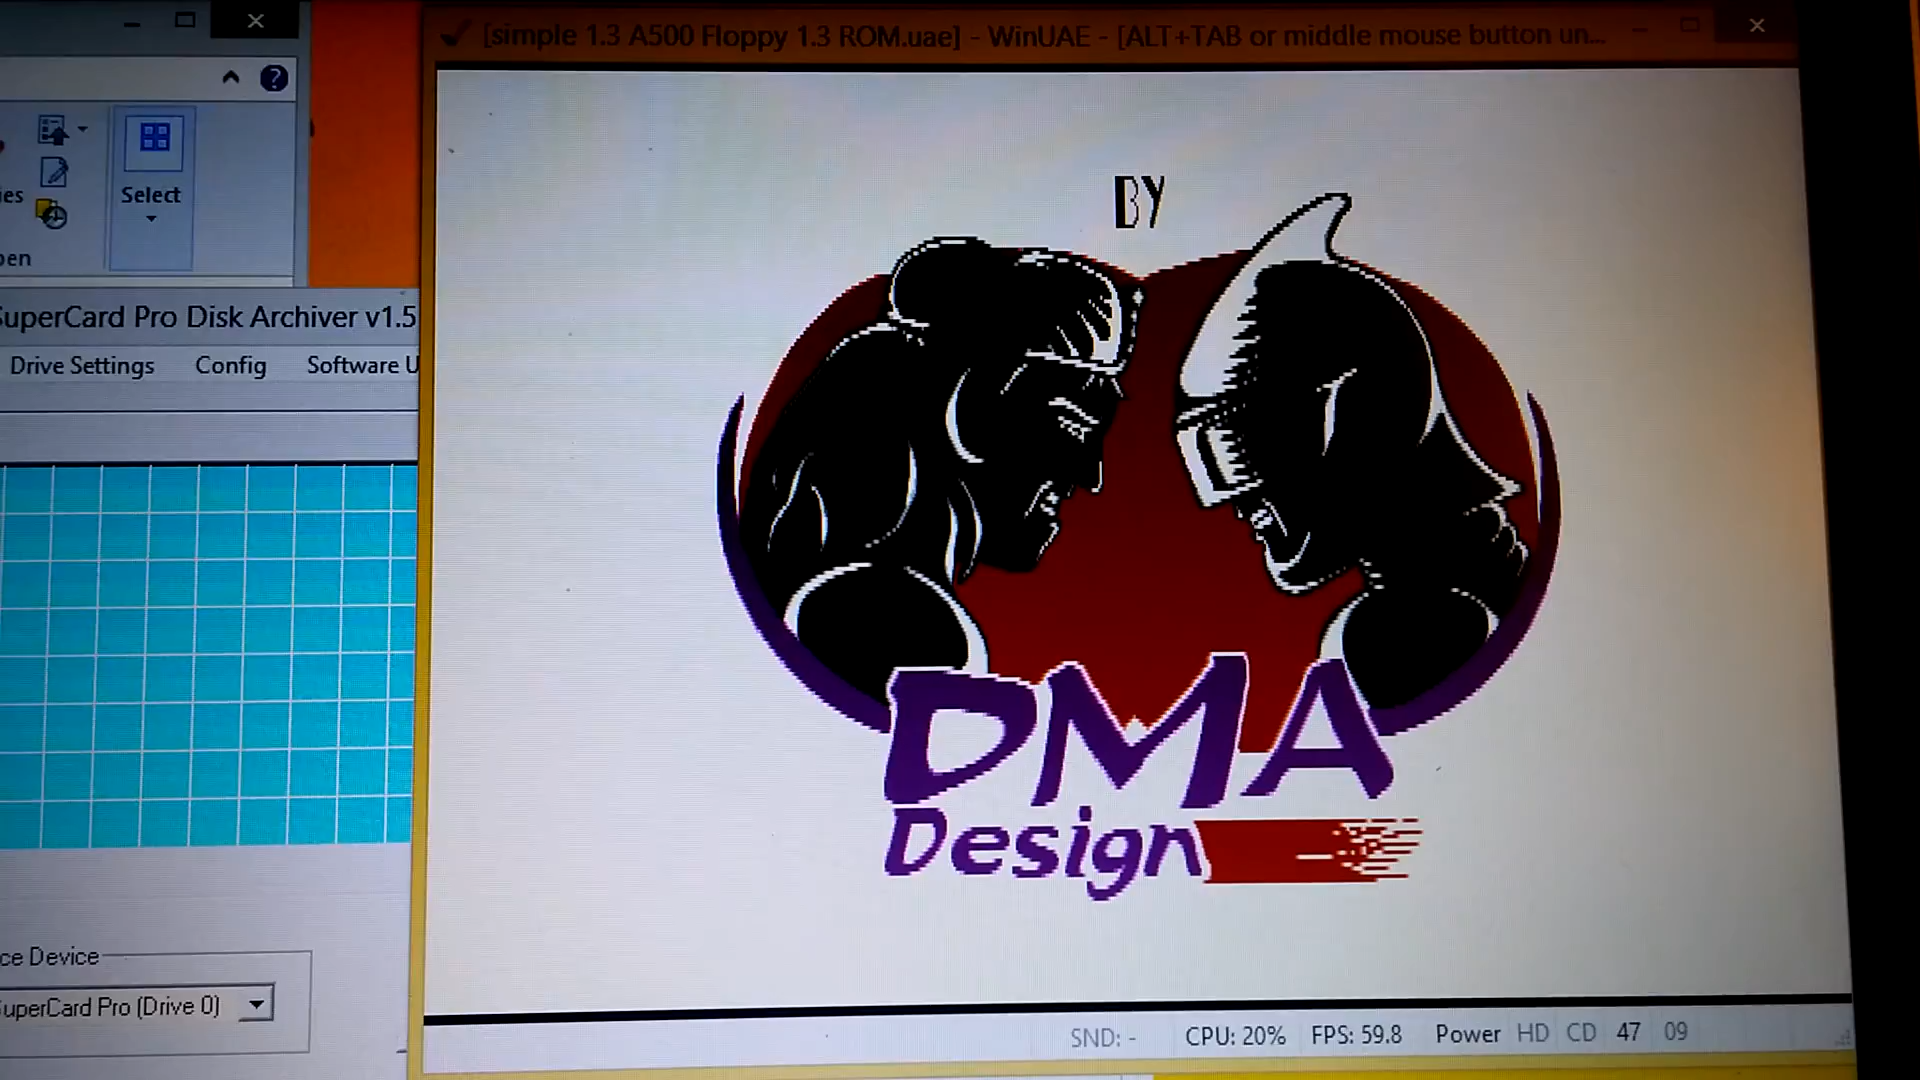 [simple 1.3 A500 Floppy 1.3 ROM.uae] - WinUAE - [ALT+TAB or middle mouse button un...
?
Select
SuperCard Pro Disk Archiver v1.5
Drive Settings Config Software U
BY
DMA
Design
ce Device
SuperCard Pro (Drive 0)
SND: - CPU: 20% FPS: 59.8 Power HD CD 47 09